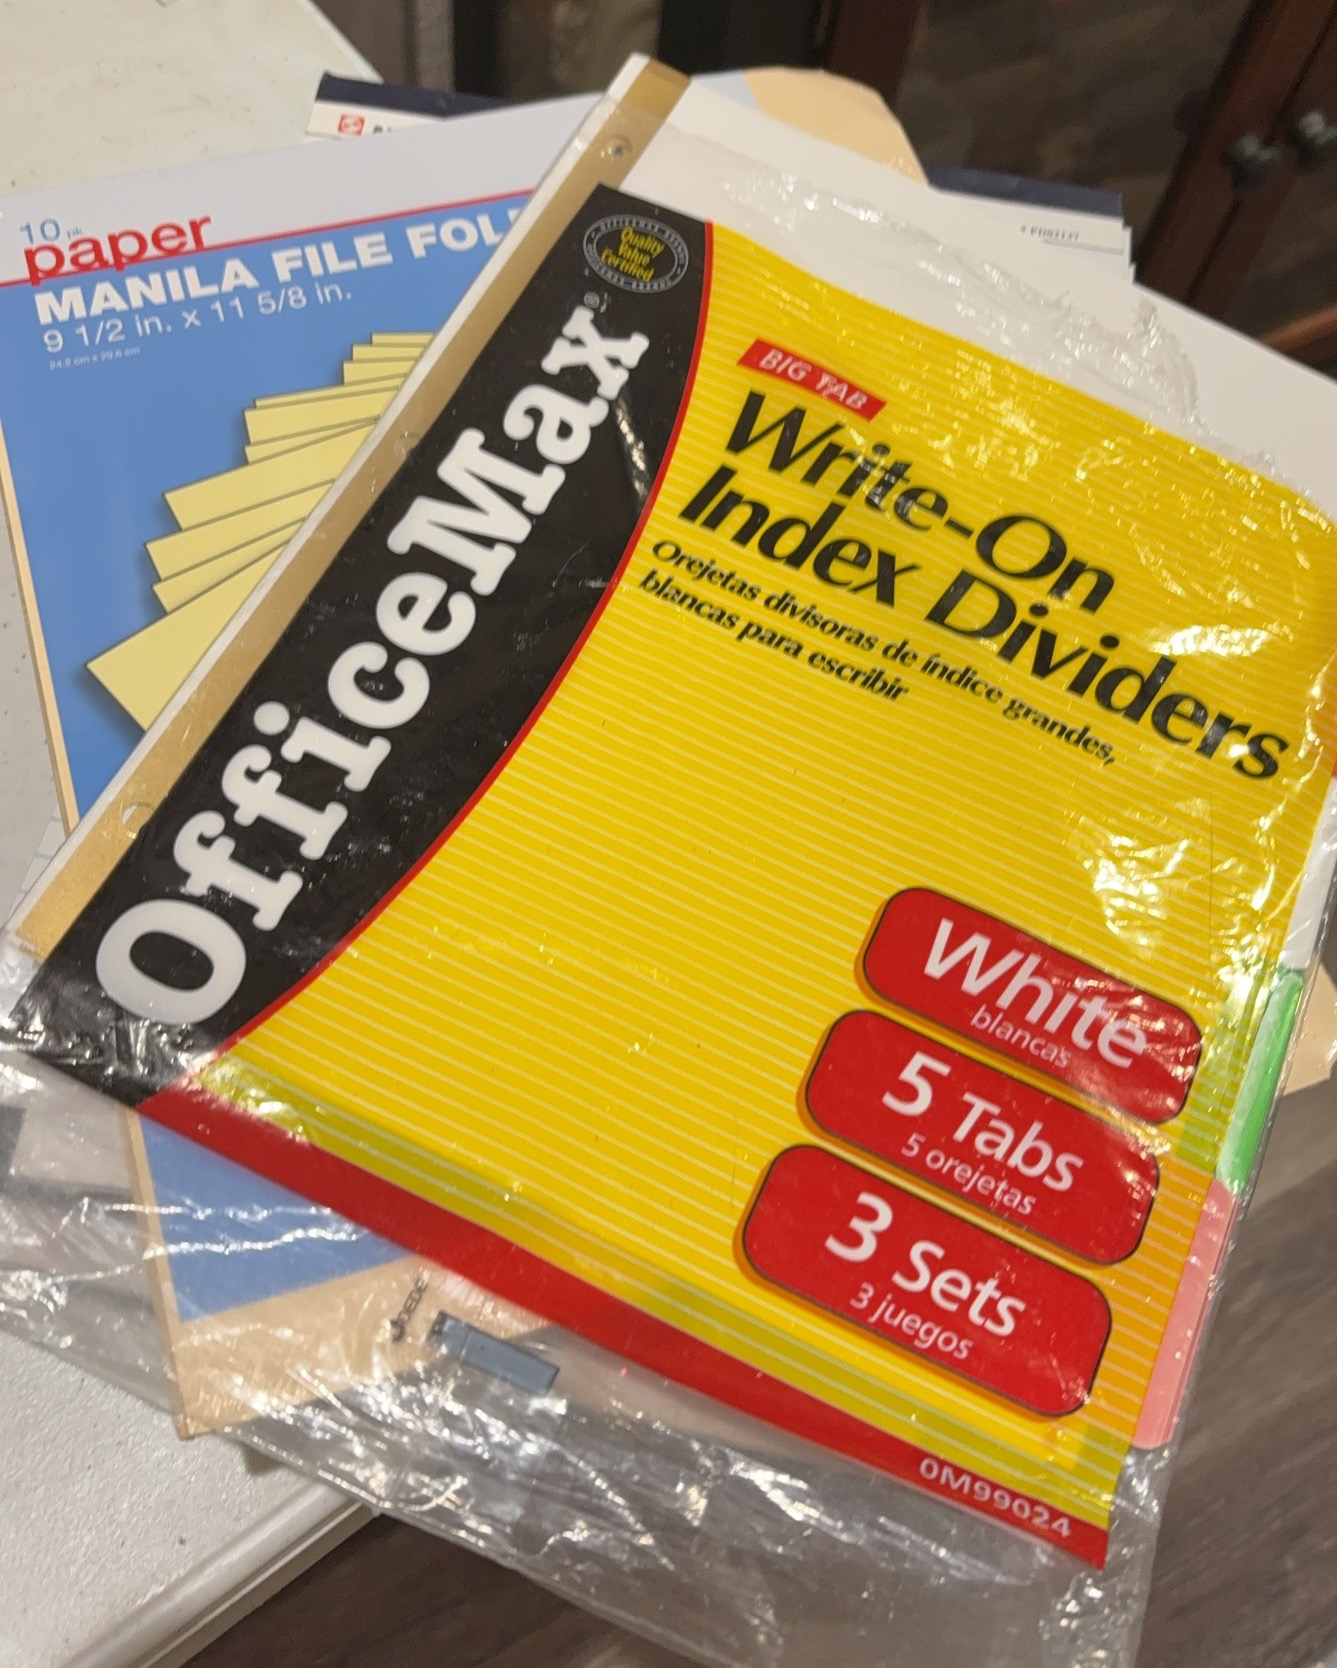 10 pk
paper
MANILA FILE FOL
9 1/2 in. x 11 5/8 in.
Quality
Value
Certified
OfficeMax®
BIG TAB
Write-On
Index Dividers
Orejetas divisoras de índice grandes,
blancas para escribir
White
blancas
5 Tabs
5 orejetas
3 Sets
3 juegos
OM99024